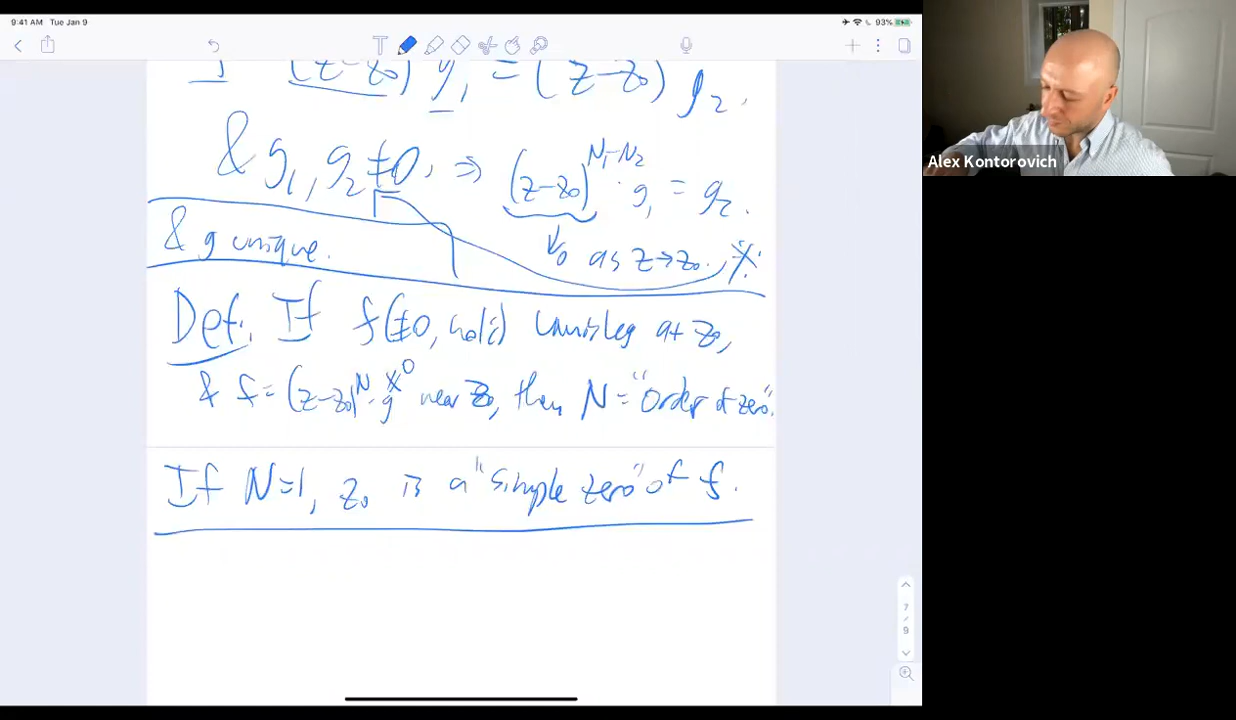 9:41 AM Tue Jan 9
93%
(z-z₀) g₁ = (z-z₀) g₂.
& g₁, g₂ ≠0, ⇒ (z-z₀)^{N₁-N₂} · g₁ = g₂.
& g unique.
↓ 0 as z→z₀.
Def: If f(≢0, hol'c) vanishes at z₀,
& f = (z-z₀)^N · g near z₀, then N = "order of zero".
If N=1, z₀ is a "simple zero" of f.
7
/
9
Alex Kontorovich